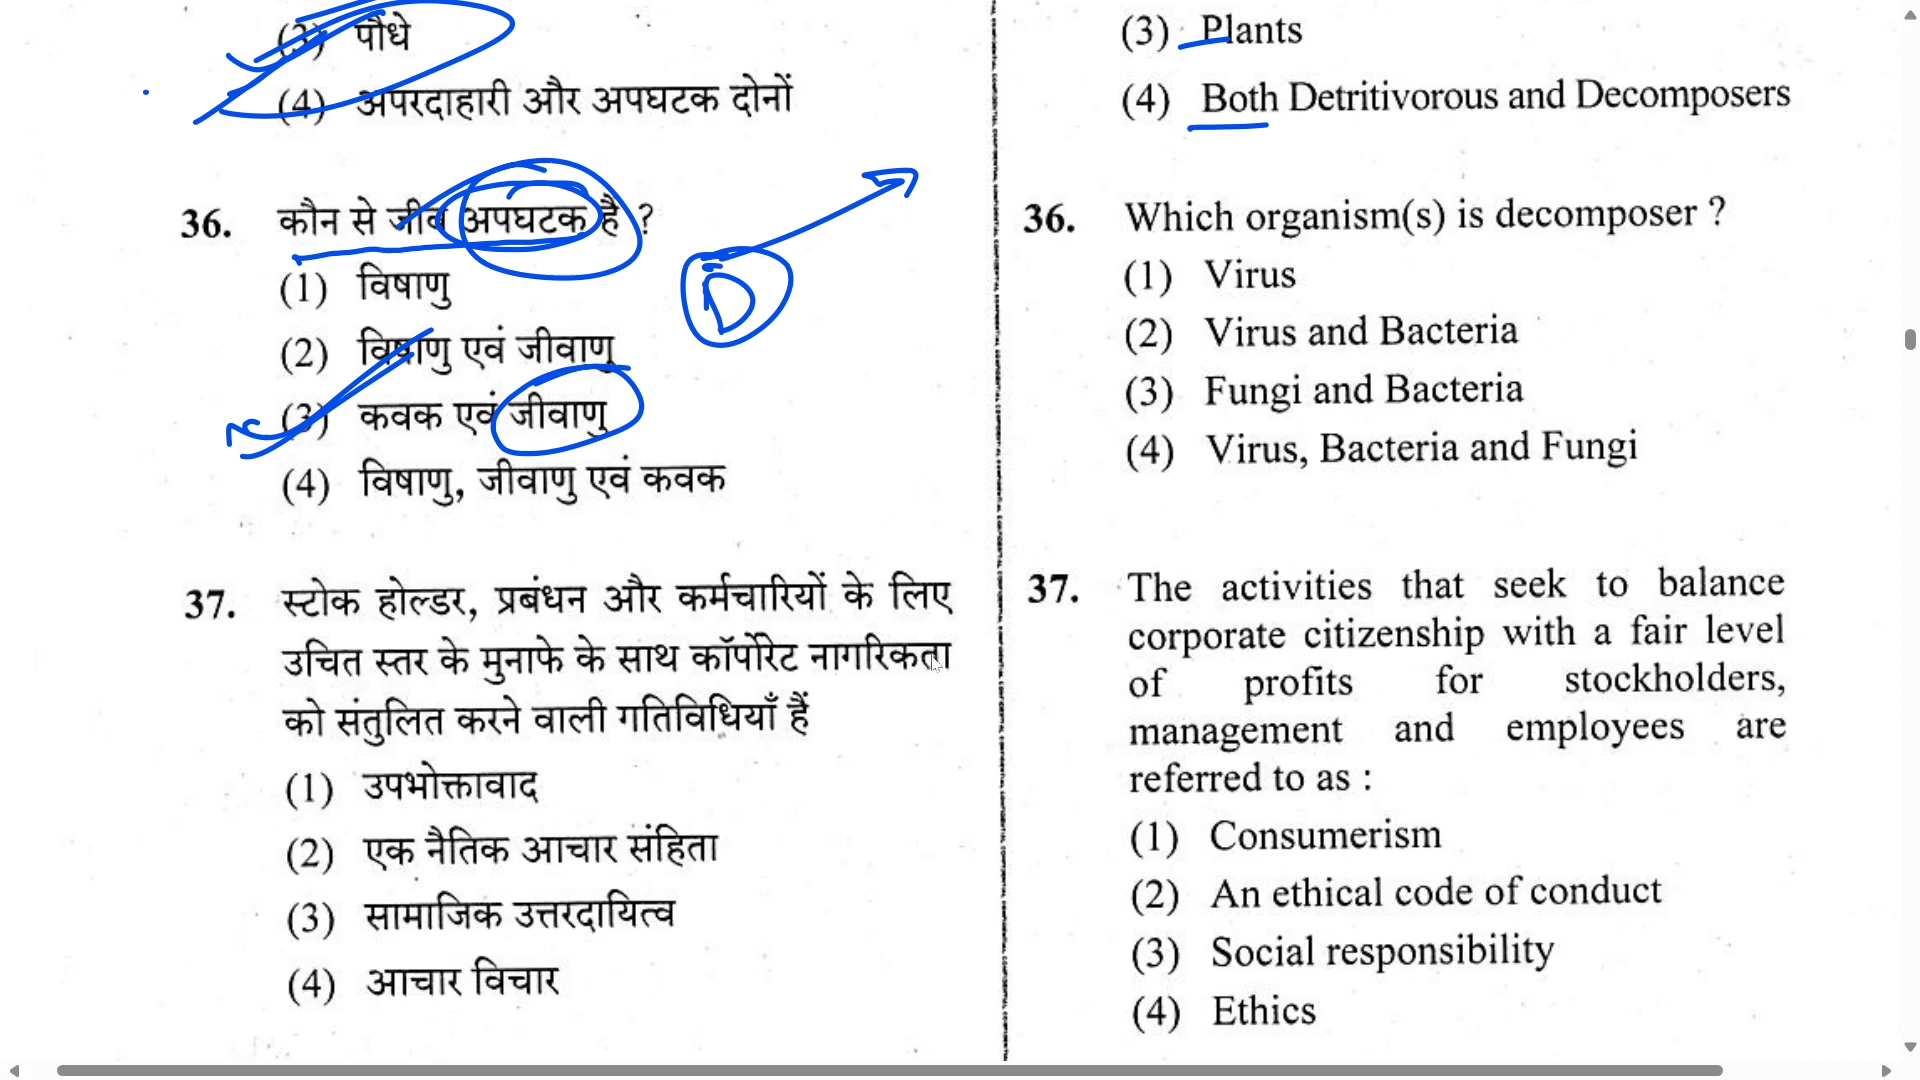 (3) पौधे
(4) अपरदाहारी और अपघटक दोनों
36. कौन से जीव अपघटक है ?
(1) विषाणु
(2) विषाणु एवं जीवाणु
(3) कवक एवं जीवाणु
(4) विषाणु, जीवाणु एवं कवक
D
37. स्टोक होल्डर, प्रबंधन और कर्मचारियों के लिए
उचित स्तर के मुनाफे के साथ कॉर्पोरेट नागरिकता
को संतुलित करने वाली गतिविधियाँ हैं
(1) उपभोक्तावाद
(2) एक नैतिक आचार संहिता
(3) सामाजिक उत्तरदायित्व
(4) आचार विचार
(3) Plants
(4) Both Detritivorous and Decomposers
36. Which organism(s) is decomposer ?
(1) Virus
(2) Virus and Bacteria
(3) Fungi and Bacteria
(4) Virus, Bacteria and Fungi
37. The activities that seek to balance
corporate citizenship with a fair level
of profits for stockholders,
management and employees are
referred to as :
(1) Consumerism
(2) An ethical code of conduct
(3) Social responsibility
(4) Ethics